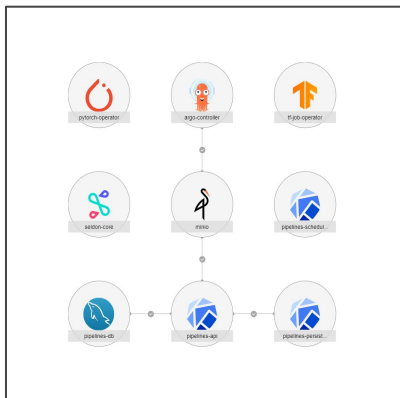 pytorch-operator
argo-controller
tf-job-operator
seldon-core
minio
pipelines-schedul...
pipelines-db
pipelines-api
pipelines-persist...